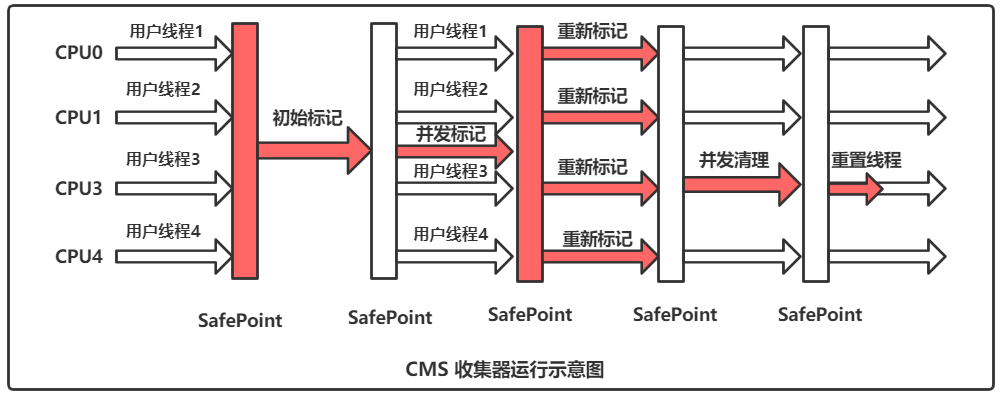 用户线程1 用户线程1 重新标记
CPU0
用户线程2 用户线程2 重新标记
CPU1
初始标记 并发标记
用户线程3 用户线程3 重新标记 并发清理 重置线程
CPU3
用户线程4 用户线程4 重新标记
CPU4
SafePoint SafePoint SafePoint SafePoint SafePoint
CMS 收集器运行示意图